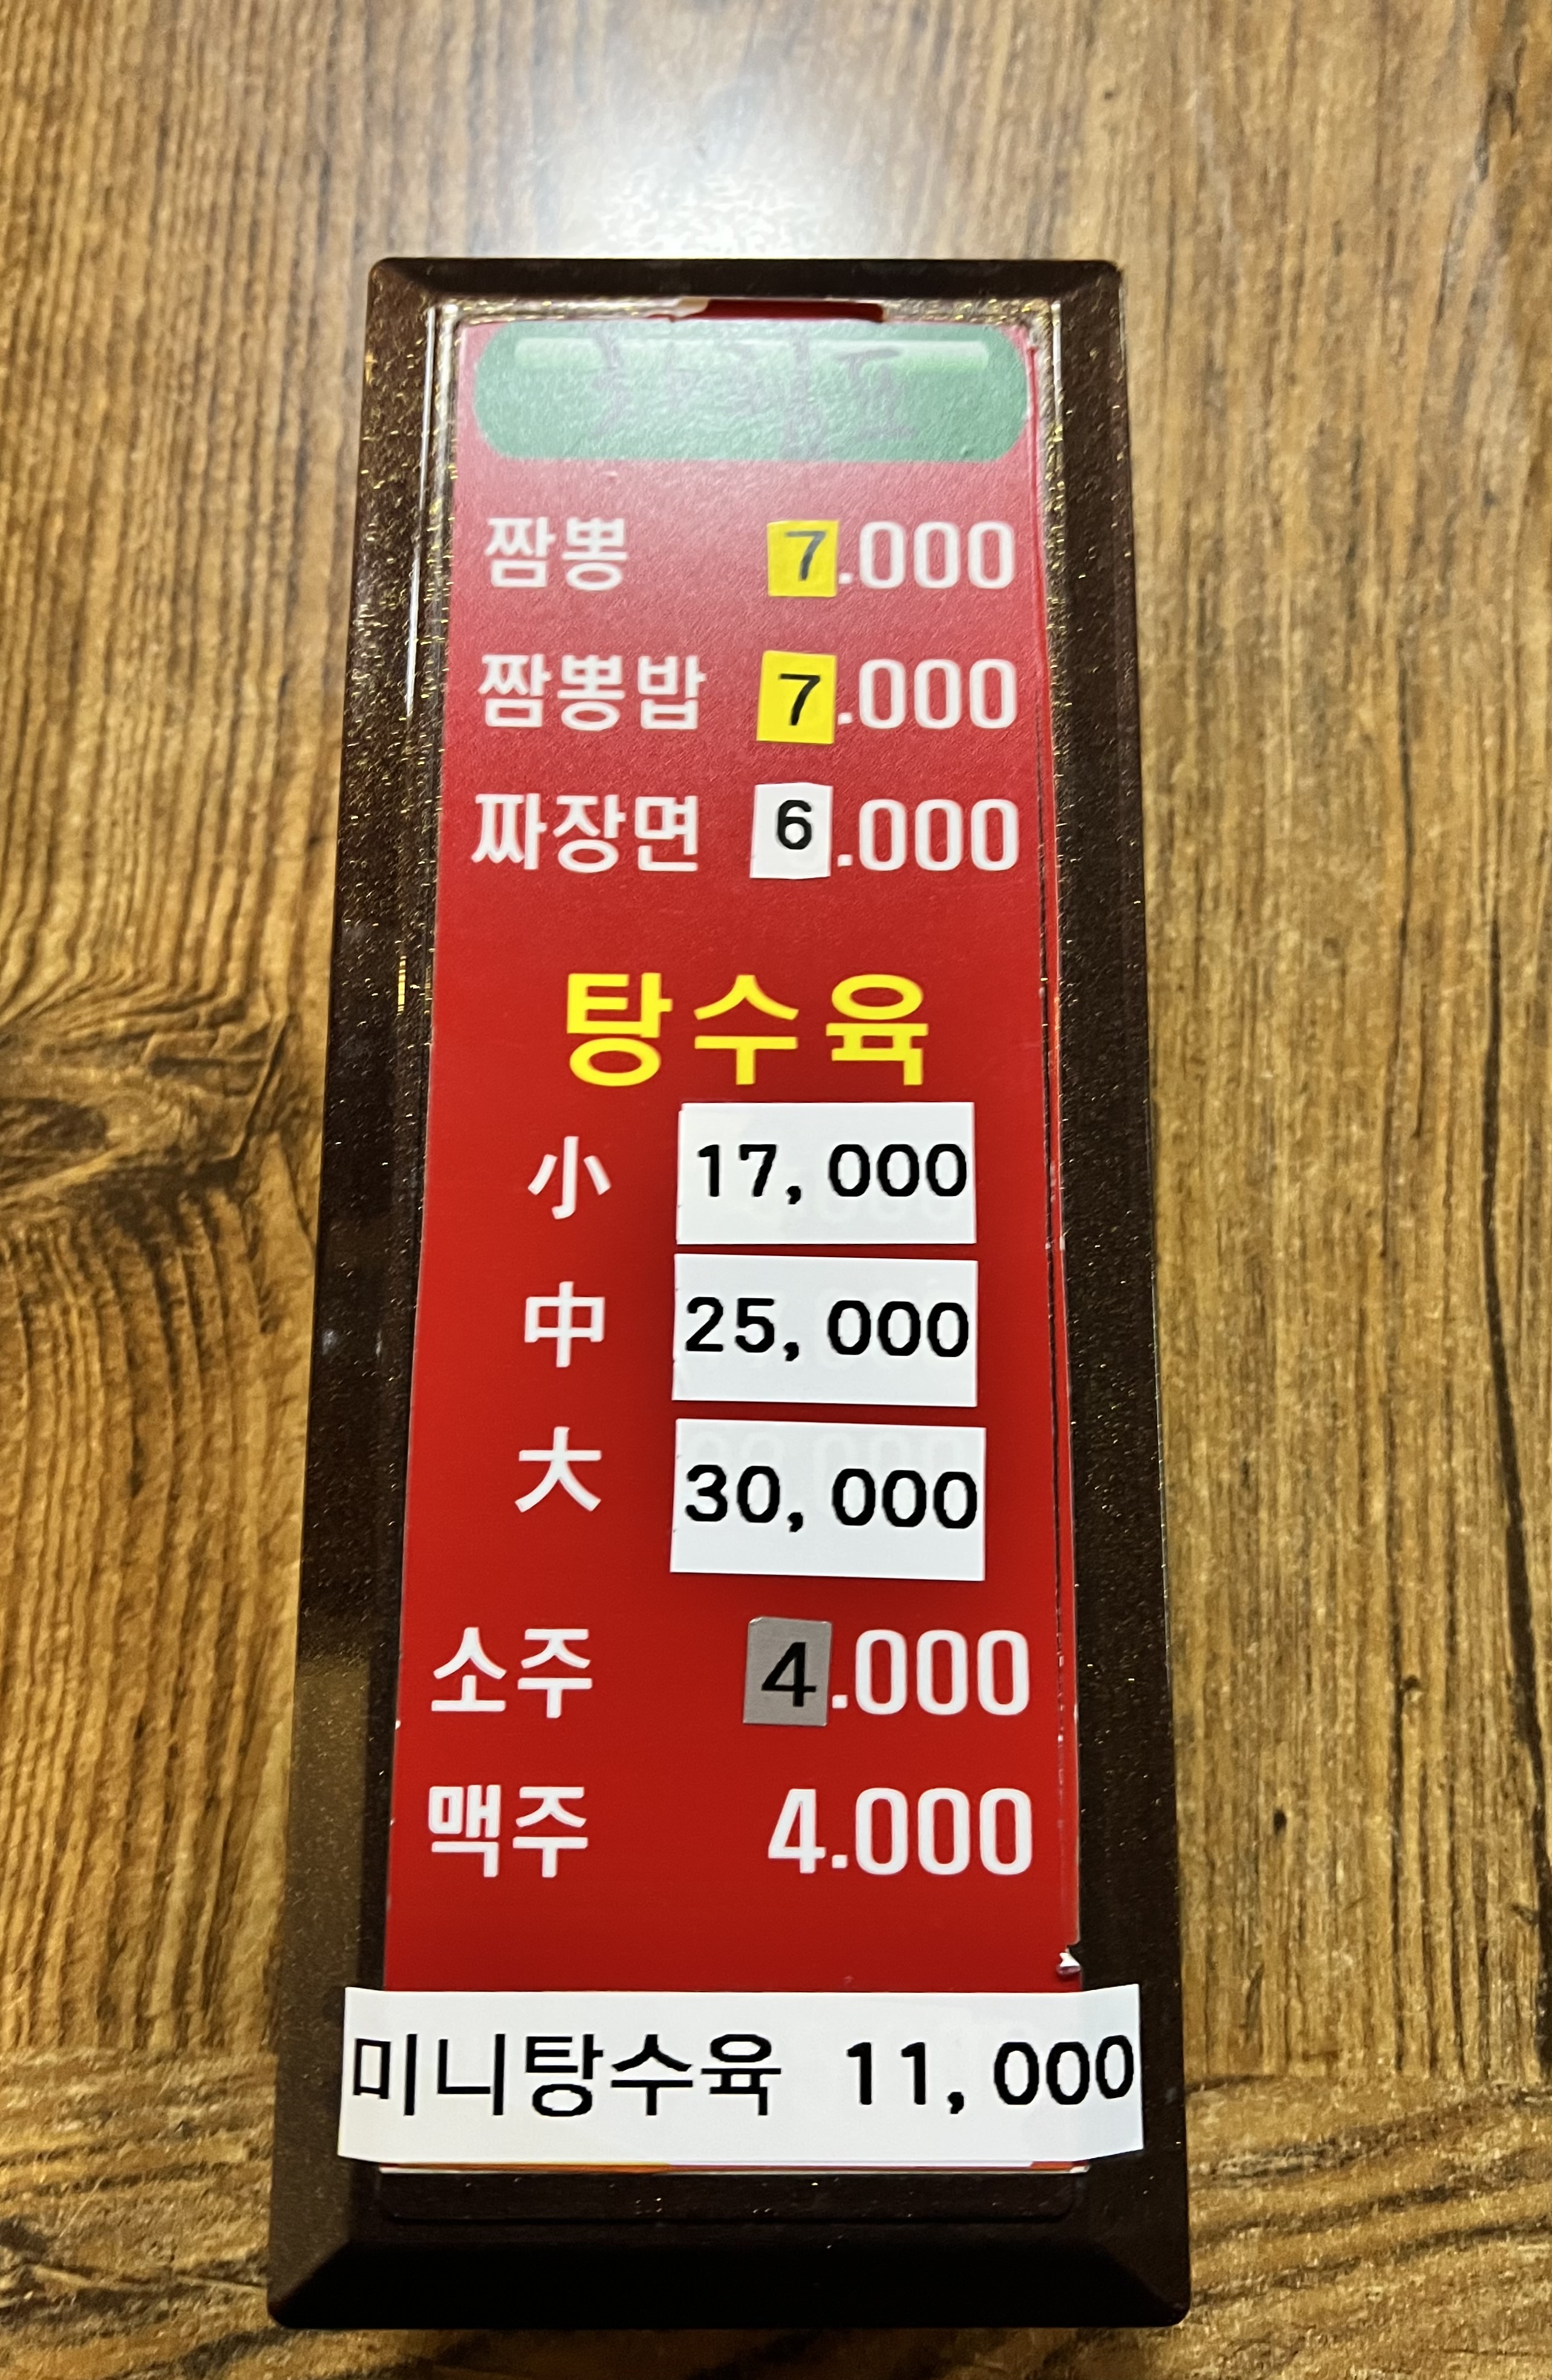 짬뽕 7.000
짬뽕밥 7.000
짜장면 6.000
탕수육
小 17,000
中 25,000
大 30,000
소주 4.000
맥주 4.000
미니탕수육 11,000